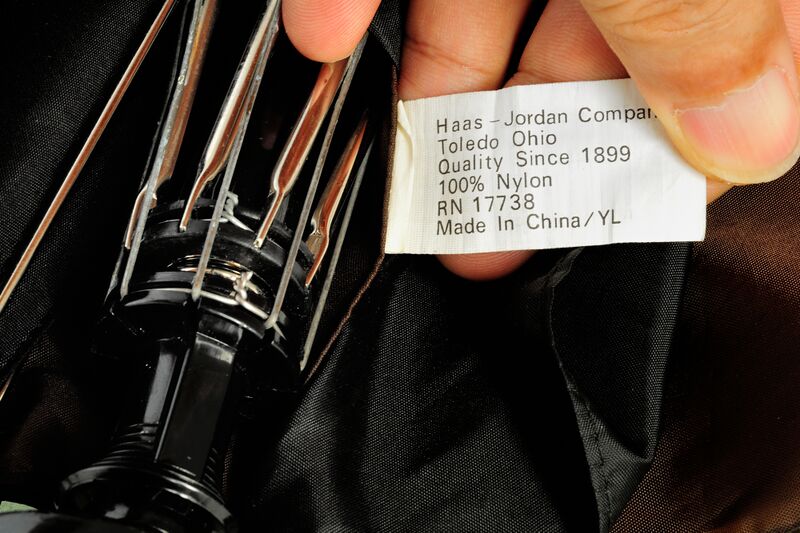 Haas-Jordan Compan
Toledo Ohio
Quality Since 1899
100% Nylon
RN 17738
Made In China/YL